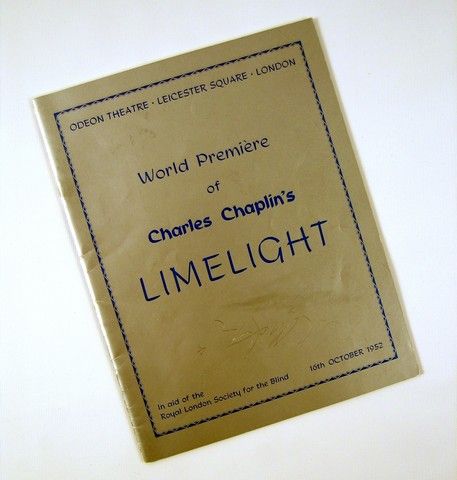 ODEON THEATRE · LEICESTER SQUARE · LONDON
World Première
of
Charles Chaplin's
LIMELIGHT
In aid of the
Royal London Society for the Blind
16th OCTOBER 1952